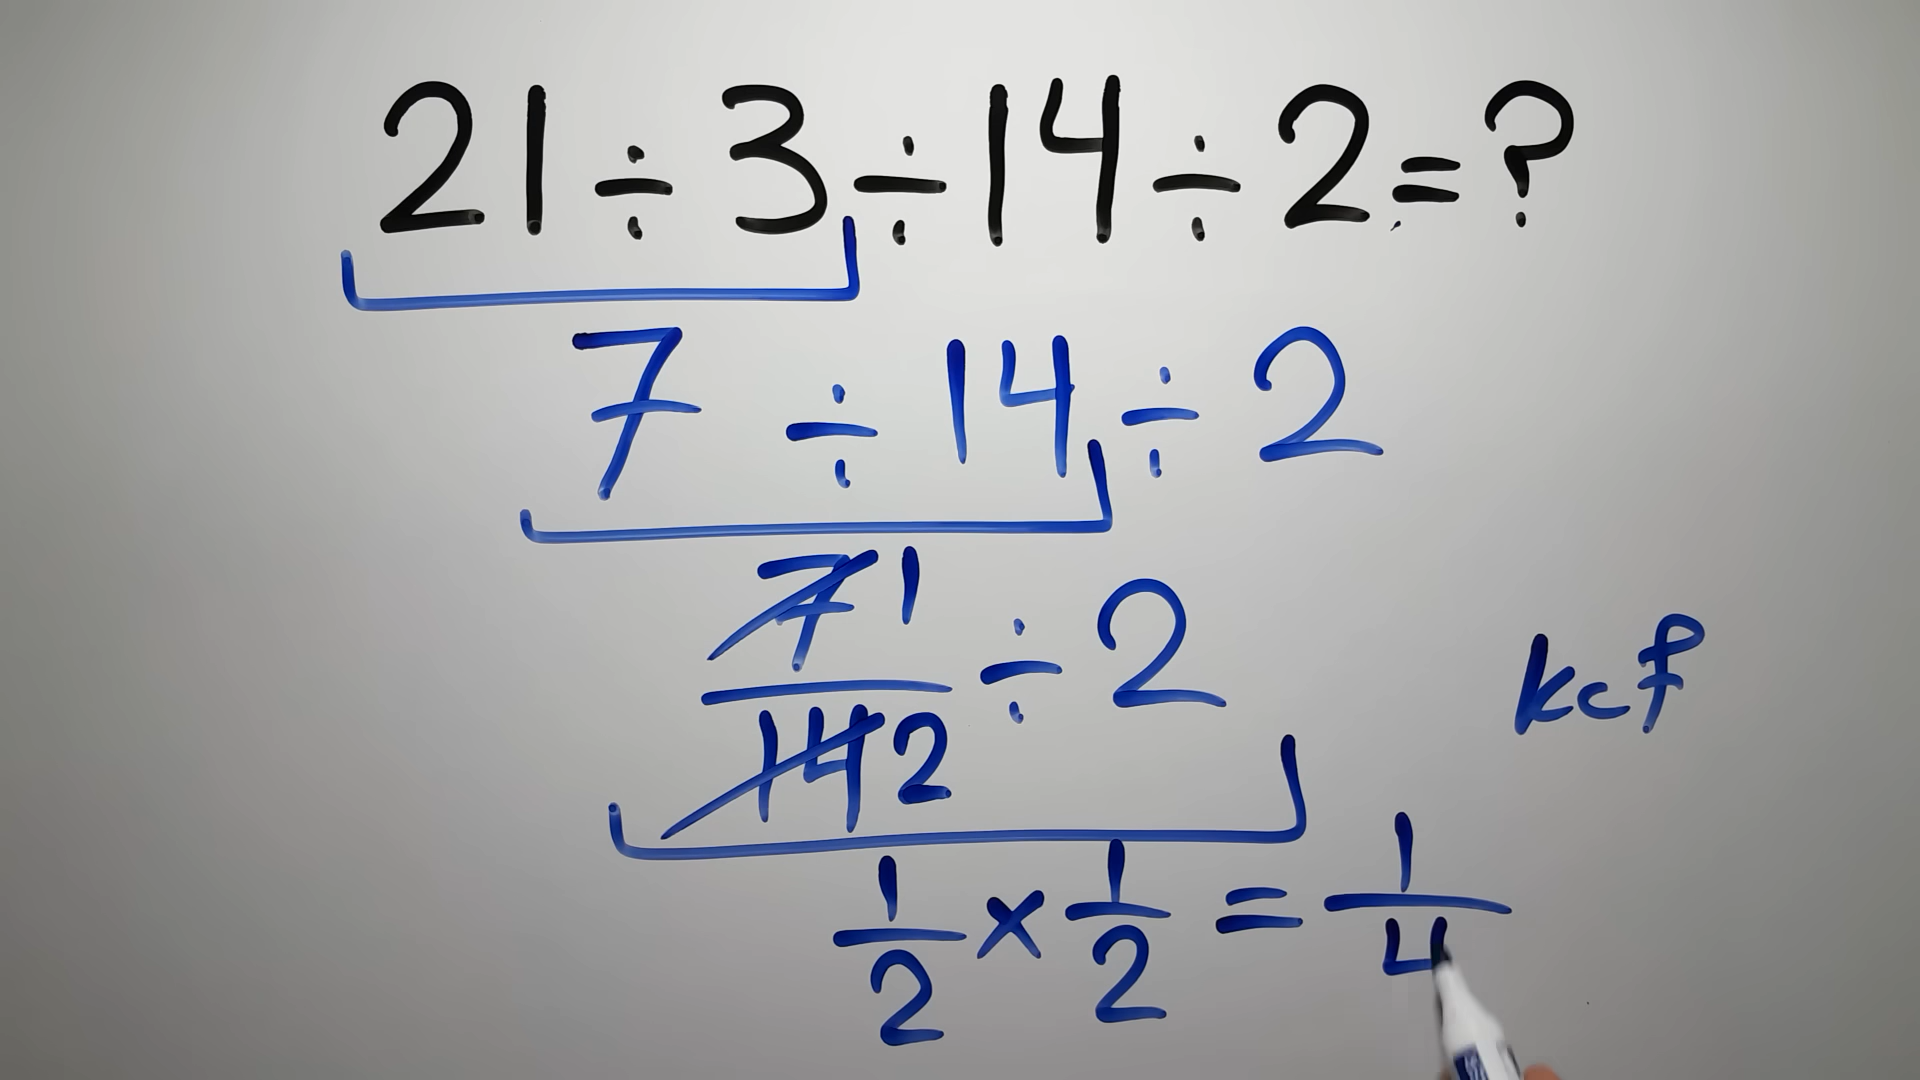 21÷3÷14÷2=?
7÷14÷2
7 1
14 2 ÷2
kcf
1/2 × 1/2 = 1/4